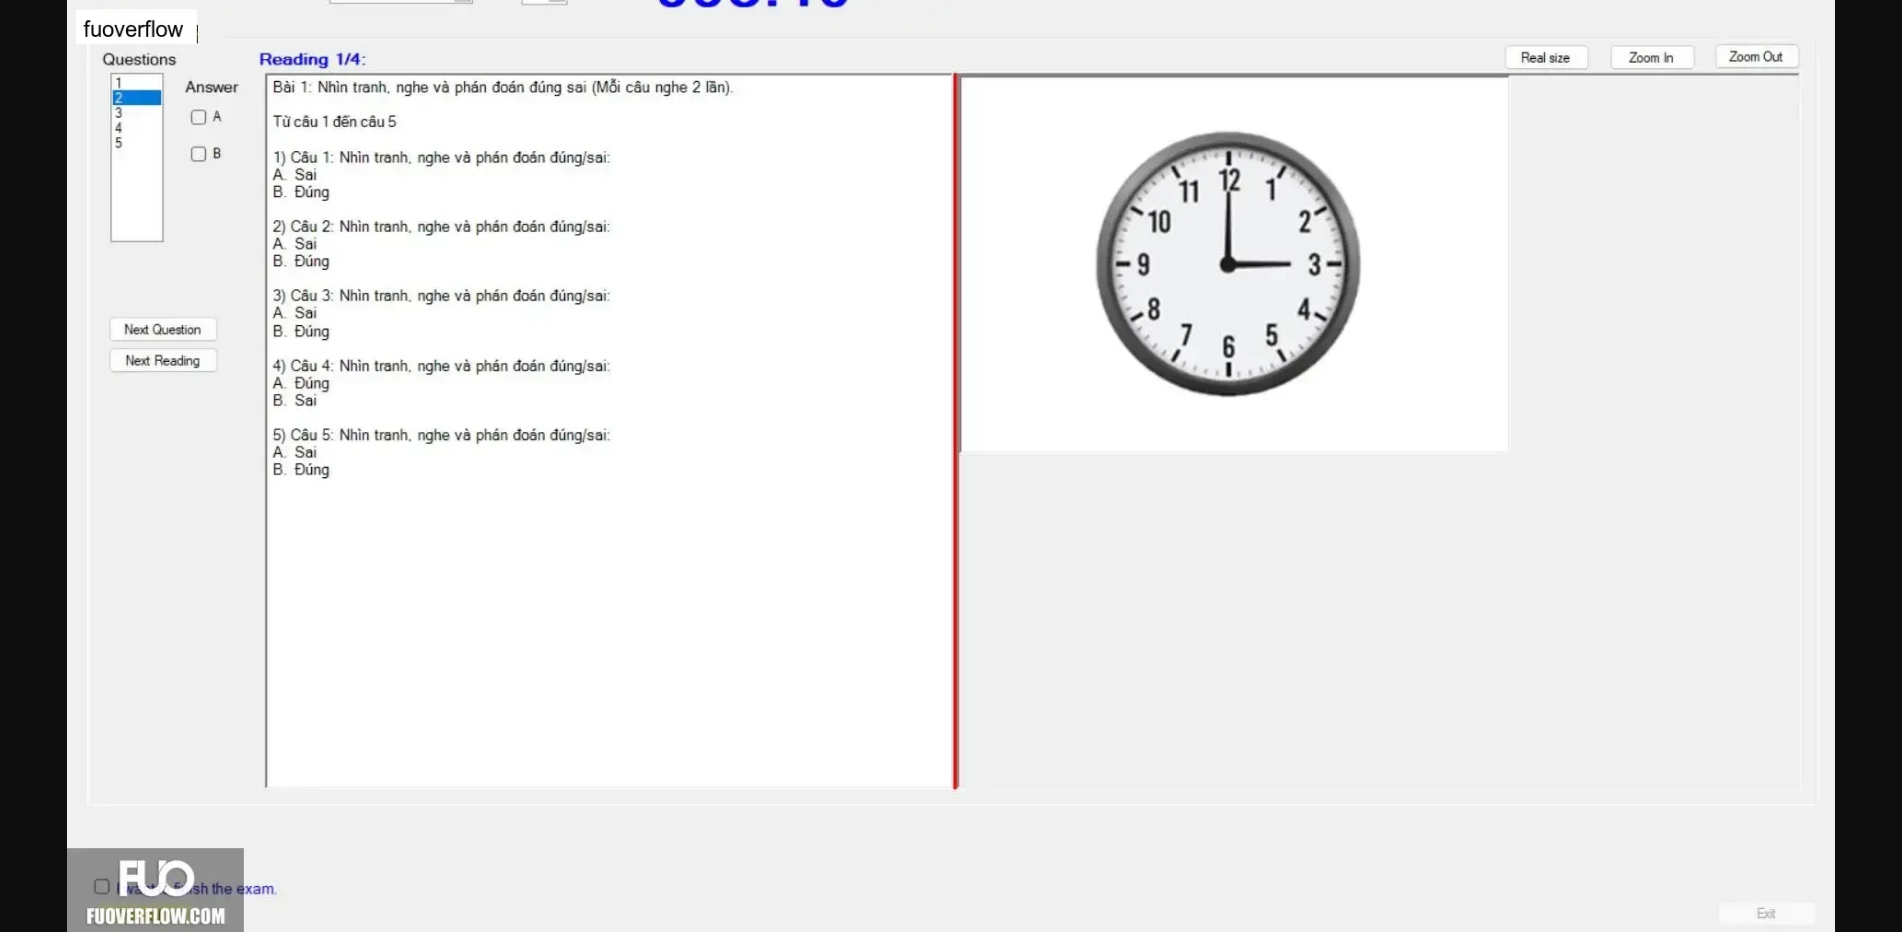 fuoverflow
Questions
Reading 1/4:
Real size
Zoom In
Zoom Out
1
2
3
4
5
Answer
A
B
Bài 1: Nhìn tranh, nghe và phán đoán đúng sai (Mỗi câu nghe 2 lần).
Từ câu 1 đến câu 5
1) Câu 1: Nhìn tranh, nghe và phán đoán đúng/sai:
A. Sai
B. Đúng
2) Câu 2: Nhìn tranh, nghe và phán đoán đúng/sai:
A. Sai
B. Đúng
3) Câu 3: Nhìn tranh, nghe và phán đoán đúng/sai:
A. Sai
B. Đúng
4) Câu 4: Nhìn tranh, nghe và phán đoán đúng/sai:
A. Đúng
B. Sai
5) Câu 5: Nhìn tranh, nghe và phán đoán đúng/sai:
A. Sai
B. Đúng
Next Question
Next Reading
12
1
2
3
4
5
6
7
8
9
10
11
the exam.
FUO
FUOVERFLOW.COM
Exit